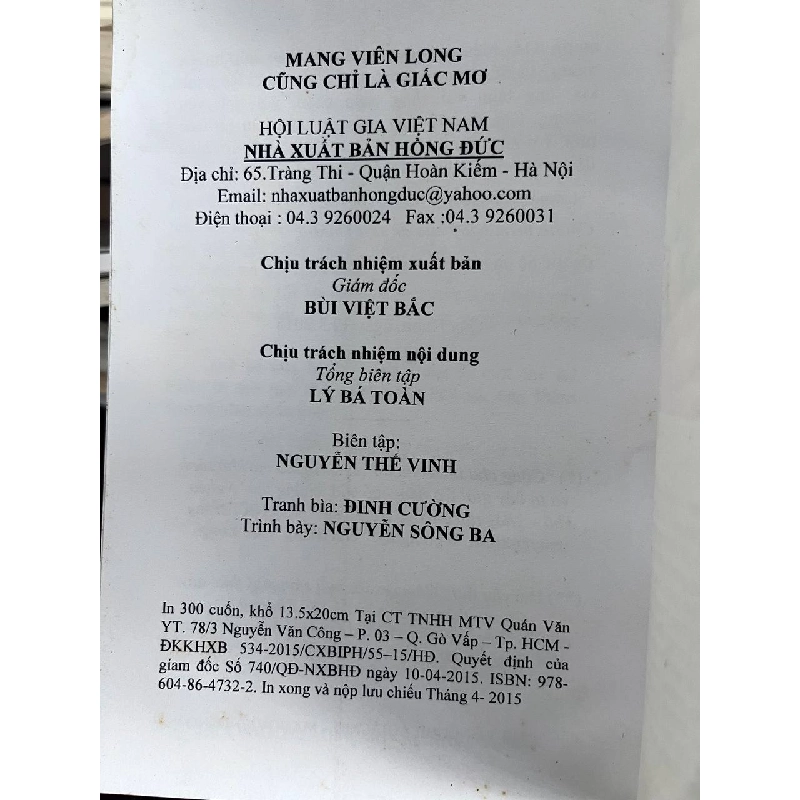 MANG VIÊN LONG
CŨNG CHỈ LÀ GIẤC MƠ
HỘI LUẬT GIA VIỆT NAM
NHÀ XUẤT BẢN HỒNG ĐỨC
Địa chỉ: 65.Tràng Thi - Quận Hoàn Kiếm - Hà Nội
Email: nhaxuatbanhongduc@yahoo.com
Điện thoại : 04.3 9260024 Fax :04.3 9260031
Chịu trách nhiệm xuất bản
Giám đốc
BÙI VIỆT BẮC
Chịu trách nhiệm nội dung
Tổng biên tập
LÝ BÁ TOÀN
Biên tập:
NGUYỄN THẾ VINH
Tranh bìa: ĐINH CƯỜNG
Trình bày: NGUYỄN SÔNG BA
In 300 cuốn, khổ 13.5x20cm Tại CT TNHH MTV Quán Văn
YT. 78/3 Nguyễn Văn Công – P. 03 – Q. Gò Vấp – Tp. HCM -
ĐKKHXB 534-2015/CXBIPH/55–15/HĐ. Quyết định của
giam đốc Số 740/QĐ-NXBHĐ ngày 10-04-2015. ISBN: 978-
604-86-4732-2. In xong và nộp lưu chiểu Tháng 4- 2015